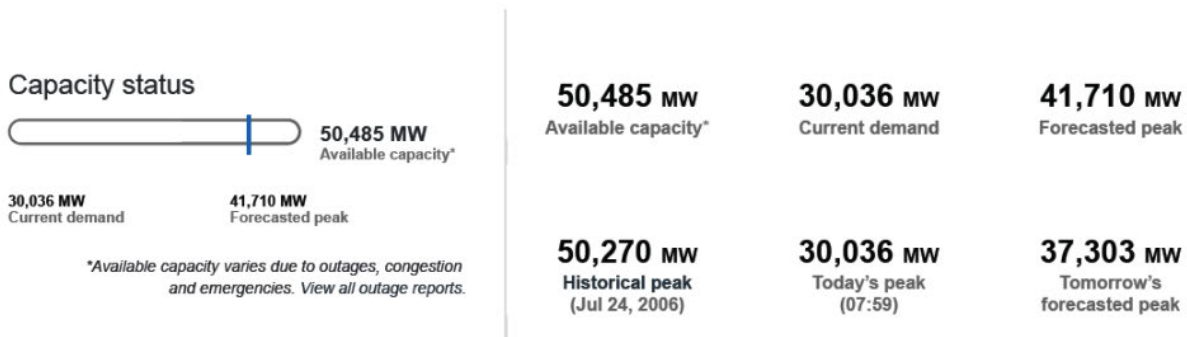 Capacity status
50,485 MW
Available capacity*
30,036 MW
Current demand
41,710 MW
Forecasted peak
*Available capacity varies due to outages, congestion
and emergencies. View all outage reports.
50,485 MW
Available capacity*
30,036 MW
Current demand
41,710 MW
Forecasted peak
50,270 MW
Historical peak
(Jul 24, 2006)
30,036 MW
Today's peak
(07:59)
37,303 MW
Tomorrow's
forecasted peak